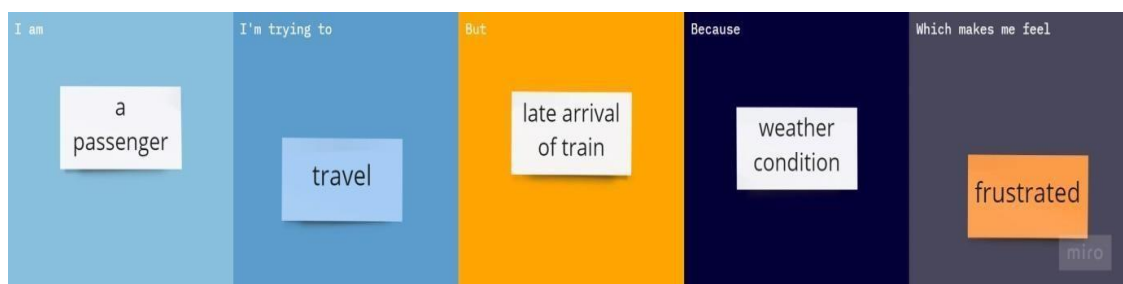 I am
a
passenger
I'm trying to
travel
But
late arrival
of train
Because
weather
condition
Which makes me feel
frustrated
miro